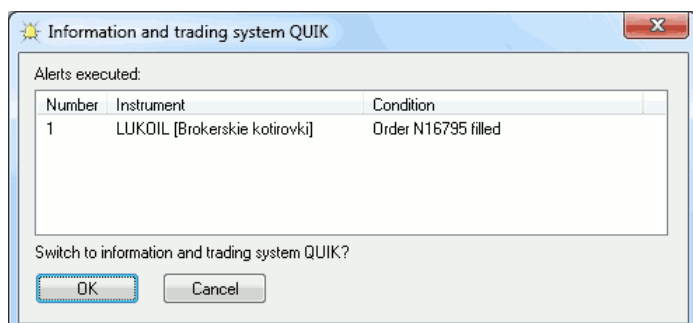 Information and trading system QUIK
Alerts executed:
Number Instrument Condition
1 LUKOIL [Brokerskie kotirovki] Order N16795 filled
Switch to information and trading system QUIK?
OK Cancel